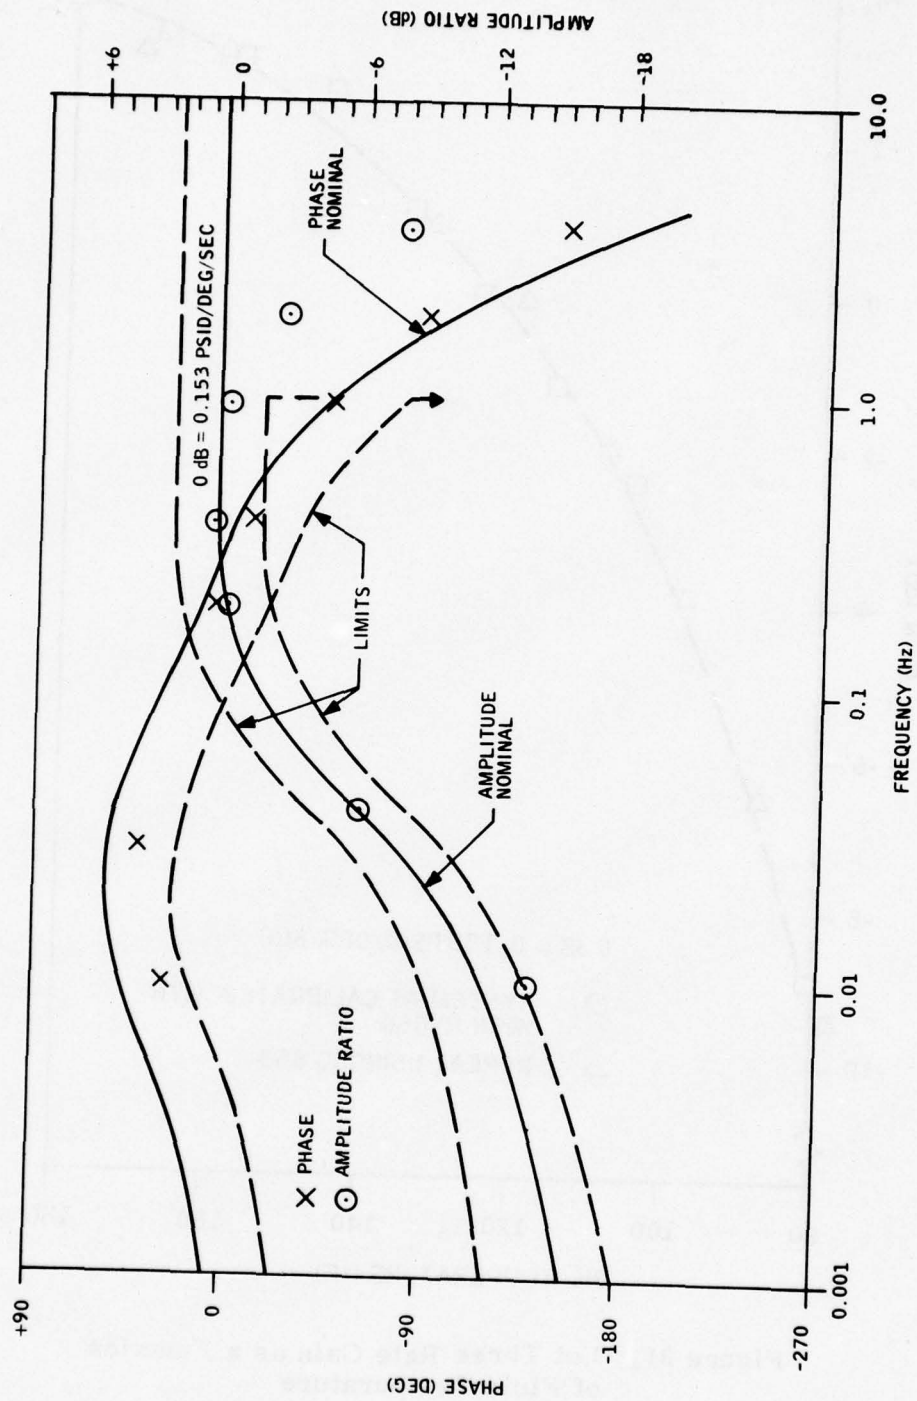 AMPLITUDE RATIO (dB)
+6
0
-6
-12
-18
0 dB = 0.153 PSID/DEG/SEC
PHASE
NOMINAL
LIMITS
AMPLITUDE
NOMINAL
× PHASE
⊙ AMPLITUDE RATIO
+90
0
-90
-180
-270
PHASE (DEG)
0.001
0.01
0.1
1.0
10.0
FREQUENCY (Hz)